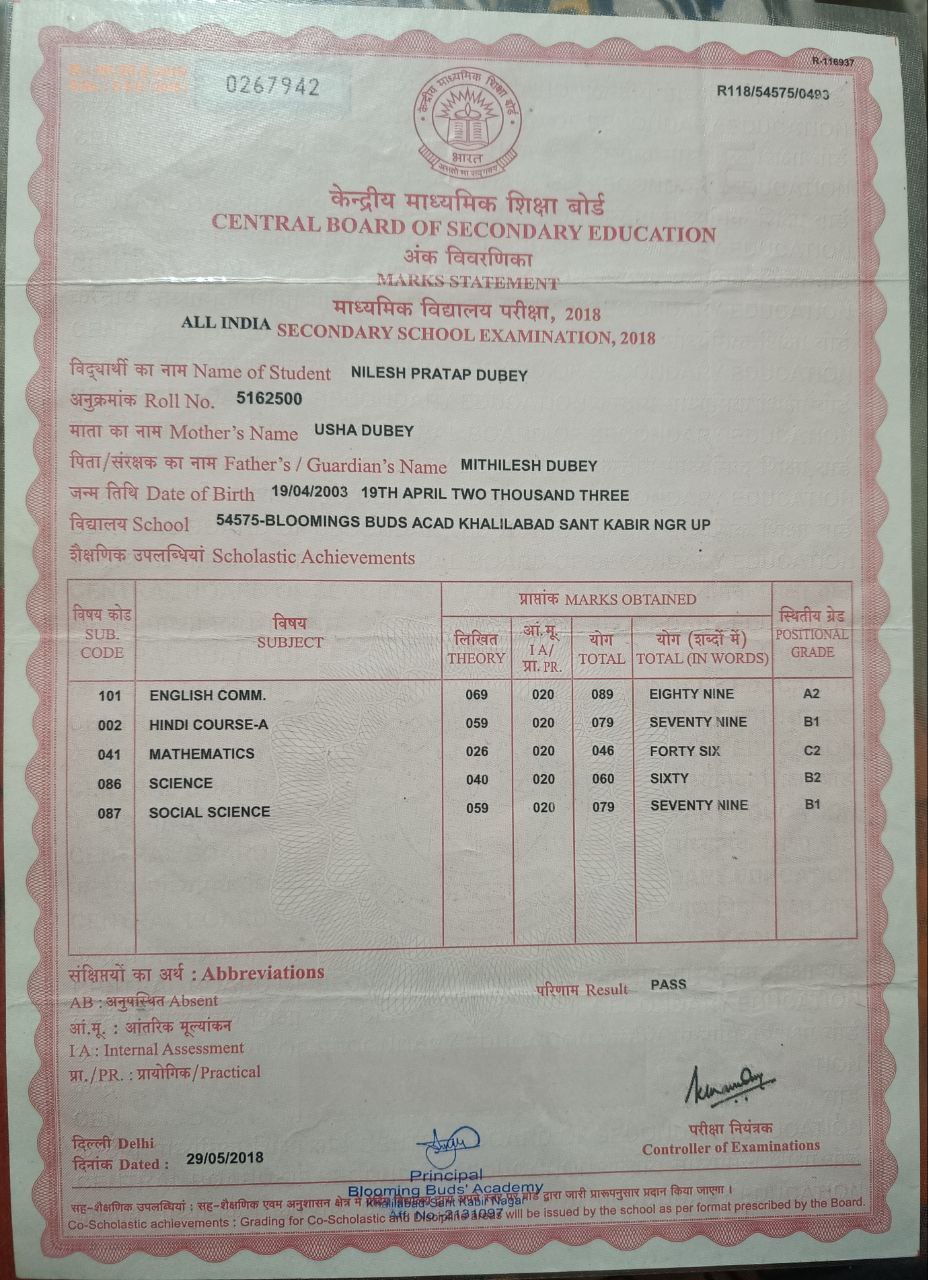 R-116937
0267942
R118/54575/0493
केन्द्रीय माध्यमिक शिक्षा बोर्ड
भारत
केन्द्रीय माध्यमिक शिक्षा बोर्ड
CENTRAL BOARD OF SECONDARY EDUCATION
अंक विवरणिका
MARKS STATEMENT
माध्यमिक विद्यालय परीक्षा, 2018
ALL INDIA SECONDARY SCHOOL EXAMINATION, 2018
विद्यार्थी का नाम Name of Student NILESH PRATAP DUBEY
अनुक्रमांक Roll No. 5162500
माता का नाम Mother's Name USHA DUBEY
पिता/संरक्षक का नाम Father's / Guardian's Name MITHILESH DUBEY
जन्म तिथि Date of Birth 19/04/2003 19TH APRIL TWO THOUSAND THREE
विद्यालय School 54575-BLOOMINGS BUDS ACAD KHALILABAD SANT KABIR NGR UP
शैक्षणिक उपलब्धियां Scholastic Achievements
विषय कोड SUB. CODE
विषय SUBJECT
प्राप्तांक MARKS OBTAINED
लिखित THEORY
आं.मू. I A/ प्रा. PR.
योग TOTAL
योग (शब्दों में) TOTAL (IN WORDS)
स्थितीय ग्रेड POSITIONAL GRADE
101 ENGLISH COMM. 069 020 089 EIGHTY NINE A2
002 HINDI COURSE-A 059 020 079 SEVENTY NINE B1
041 MATHEMATICS 026 020 046 FORTY SIX C2
086 SCIENCE 040 020 060 SIXTY B2
087 SOCIAL SCIENCE 059 020 079 SEVENTY NINE B1
संक्षिप्तियों का अर्थ : Abbreviations
परिणाम Result PASS
AB : अनुपस्थित Absent
आं.मू. : आंतरिक मूल्यांकन
I A : Internal Assessment
प्रा./PR. : प्रायोगिक/Practical
परीक्षा नियंत्रक
Controller of Examinations
दिल्ली Delhi
दिनांक Dated : 29/05/2018
Principal
Blooming Buds' Academy
Khalilabad-Sant Kabir Nagar
Aff. No.-2131097
सह-शैक्षणिक उपलब्धियां : सह-शैक्षणिक एवम अनुशासन क्षेत्र में बोर्ड द्वारा जारी प्रारूपनुसार प्रदान किया जाएगा ।
Co-Scholastic achievements : Grading for Co-Scholastic and Discipline areas will be issued by the school as per format prescribed by the Board.